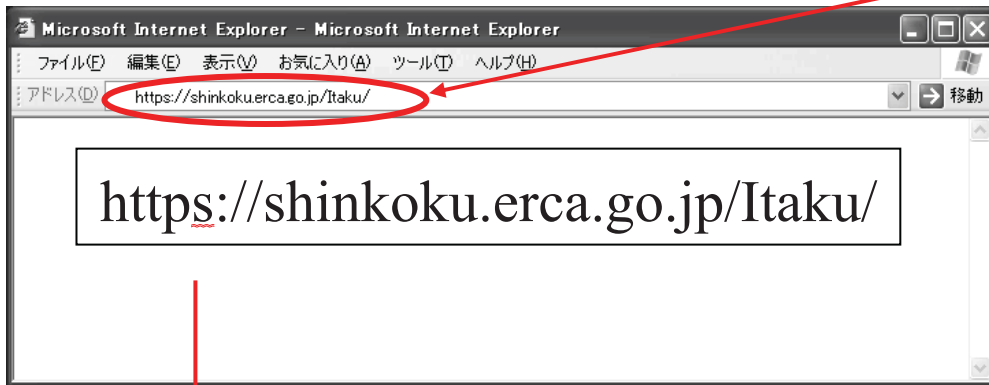 Microsoft Internet Explorer - Microsoft Internet Explorer
ファイル(F) 編集(E) 表示(V) お気に入り(A) ツール(T) ヘルプ(H)
アドレス(D) https://shinkoku.erca.go.jp/Itaku/ 移動
https://shinkoku.erca.go.jp/Itaku/